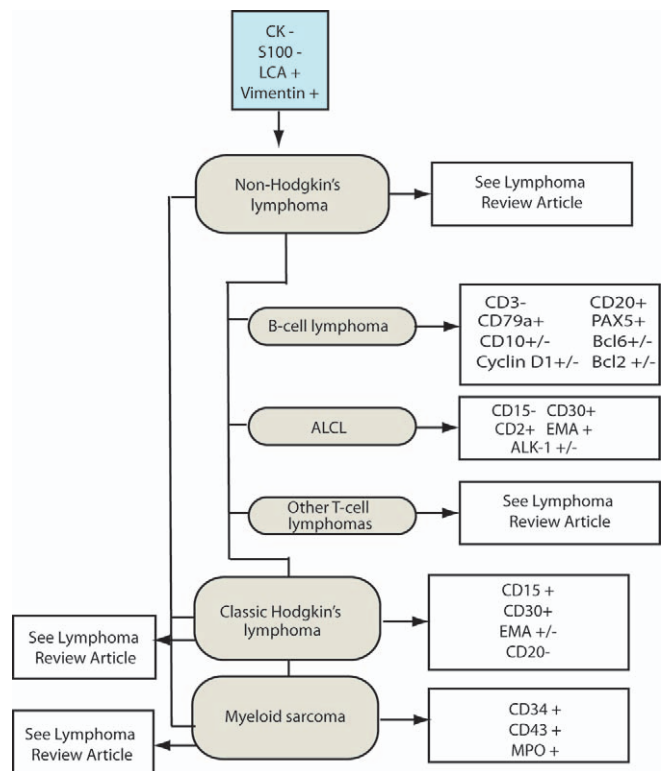 CK -
S100 -
LCA +
Vimentin +
Non-Hodgkin's
lymphoma
See Lymphoma
Review Article
B-cell lymphoma
CD3- CD20+
CD79a+ PAX5+
CD10+/- Bcl6+/-
Cyclin D1+/- Bcl2 +/-
ALCL
CD15- CD30+
CD2+ EMA +
ALK-1 +/-
Other T-cell
lymphomas
See Lymphoma
Review Article
Classic Hodgkin's
lymphoma
CD15 +
CD30+
EMA +/-
CD20-
See Lymphoma
Review Article
Myeloid sarcoma
CD34 +
CD43 +
MPO +
See Lymphoma
Review Article